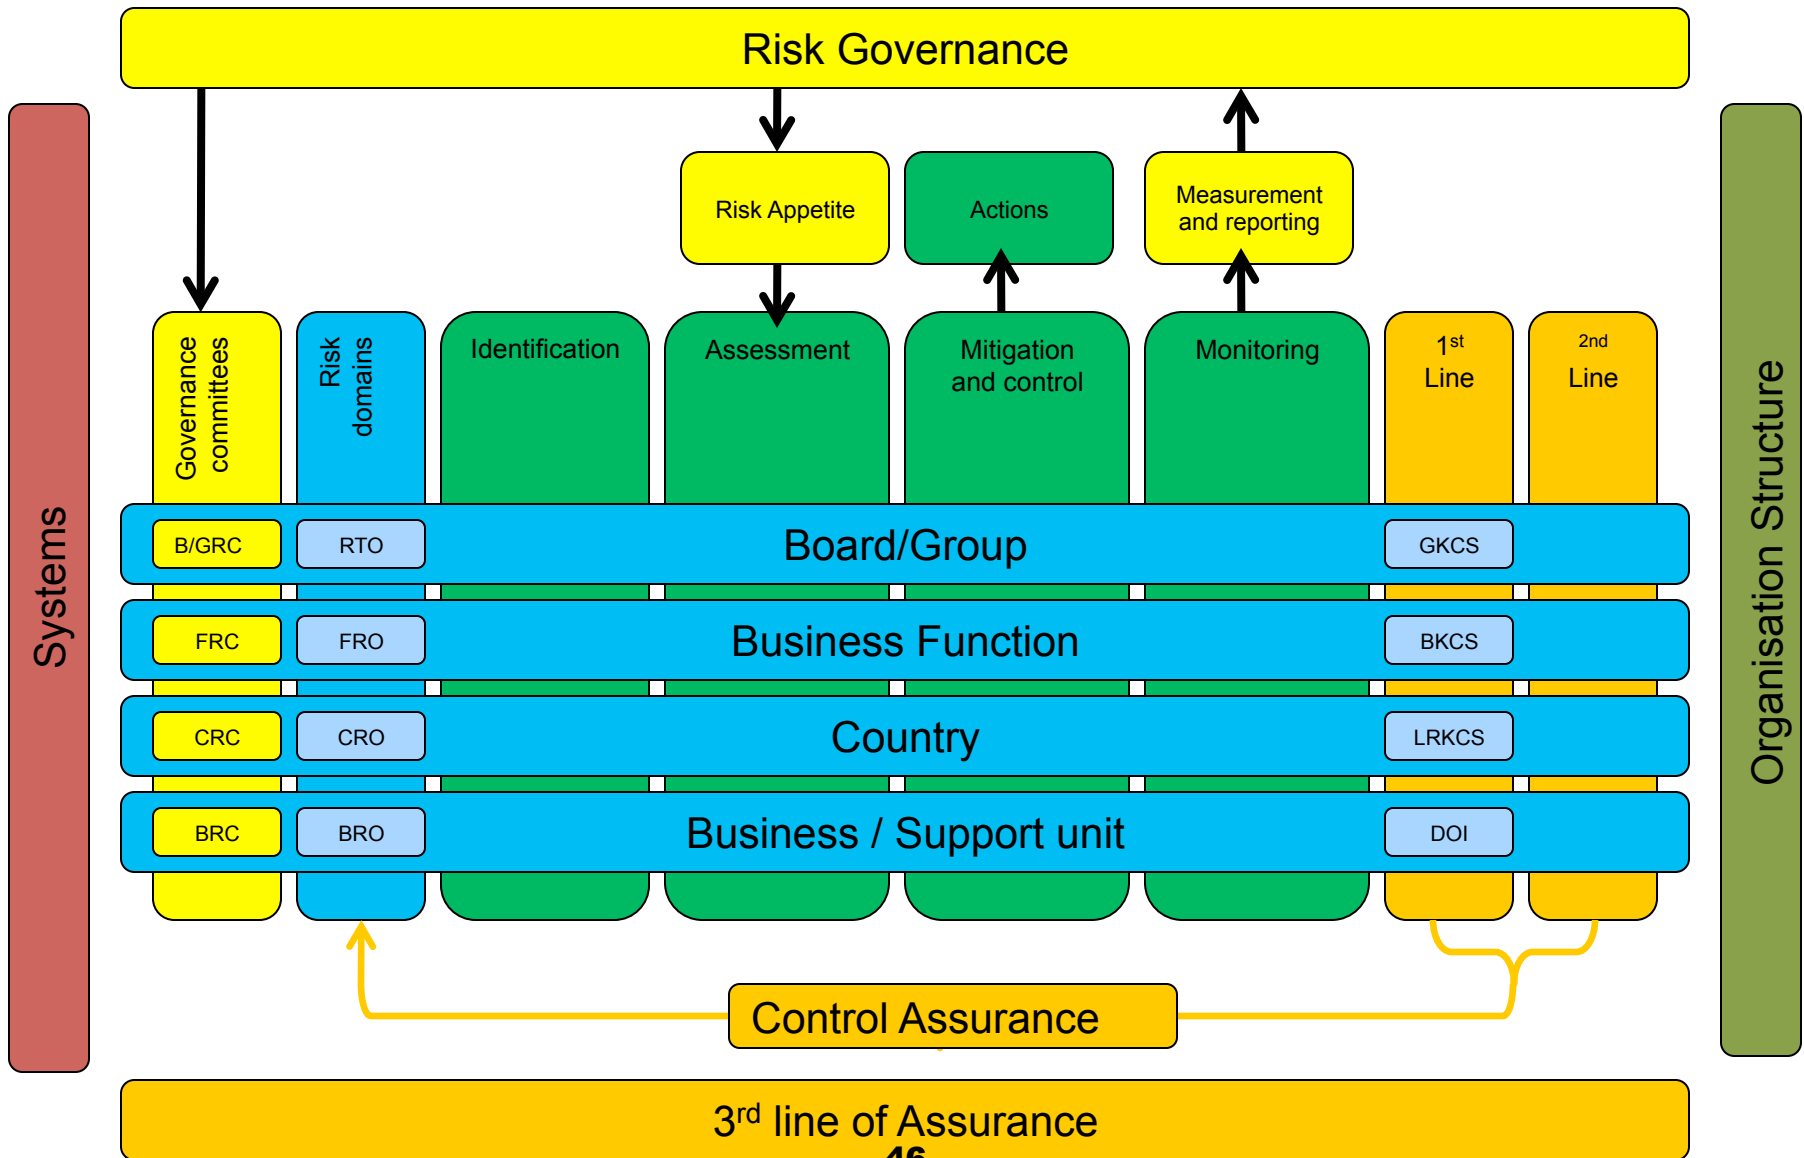 Risk Governance
Systems
Organisation Structure
Risk Appetite
Actions
Measurement
and reporting
Governance
committees
Risk
domains
Identification
Assessment
Mitigation
and control
Monitoring
1st
Line
2nd
Line
B/GRC
RTO
Board/Group
GKCS
FRC
FRO
Business Function
BKCS
CRC
CRO
Country
LRKCS
BRC
BRO
Business / Support unit
DOI
Control Assurance
3rd line of Assurance
46